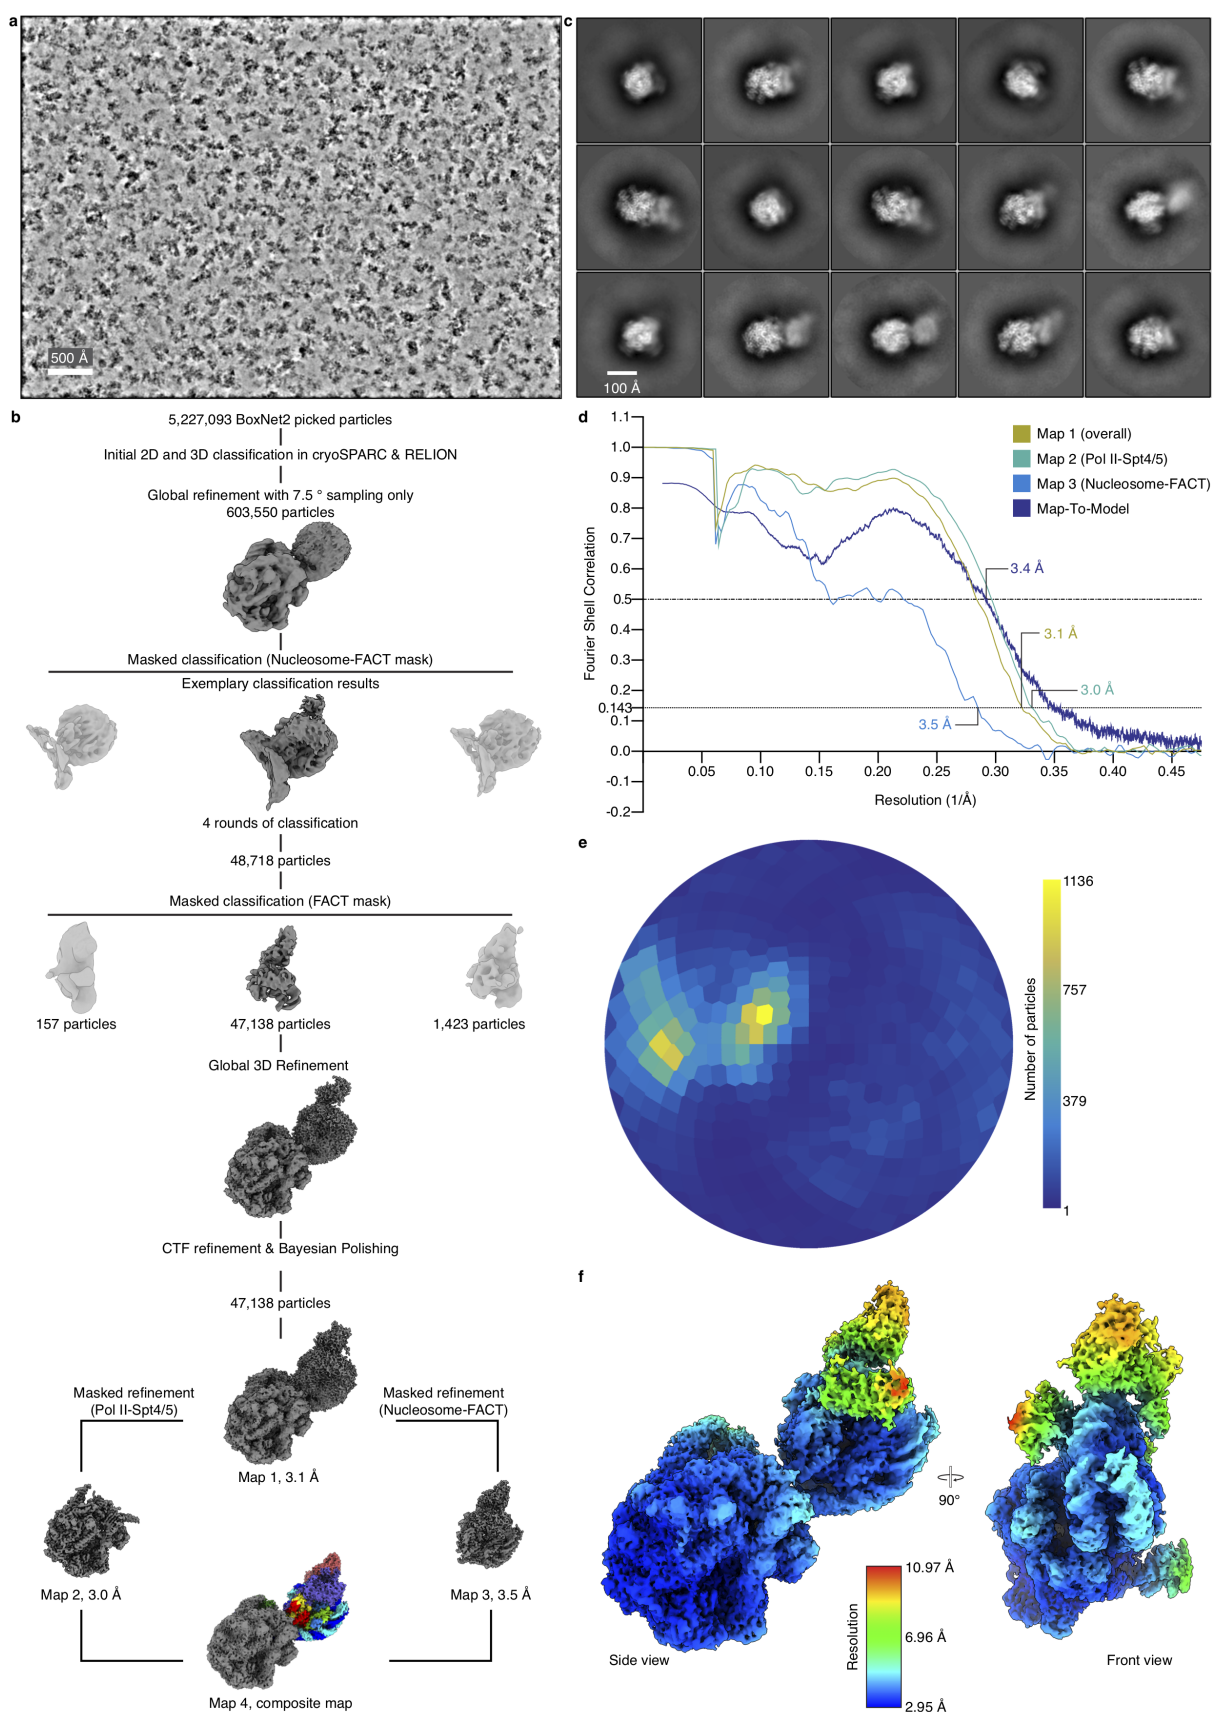 a
500 Å
b
5,227,093 BoxNet2 picked particles
Initial 2D and 3D classification in cryoSPARC & RELION
Global refinement with 7.5 ° sampling only
603,550 particles
Masked classification (Nucleosome-FACT mask)
Exemplary classification results
4 rounds of classification
48,718 particles
Masked classification (FACT mask)
157 particles
47,138 particles
1,423 particles
Global 3D Refinement
CTF refinement & Bayesian Polishing
47,138 particles
Masked refinement
(Pol II-Spt4/5)
Masked refinement
(Nucleosome-FACT)
Map 1, 3.1 Å
Map 2, 3.0 Å
Map 3, 3.5 Å
Map 4, composite map
c
100 Å
d
1.1
1.0
0.9
0.8
0.7
0.6
0.5
0.4
0.3
0.2
0.143
0.1
0.0
-0.1
-0.2
Fourier Shell Correlation
Map 1 (overall)
Map 2 (Pol II-Spt4/5)
Map 3 (Nucleosome-FACT)
Map-To-Model
3.4 Å
3.1 Å
3.0 Å
3.5 Å
0.05
0.10
0.15
0.20
0.25
0.30
0.35
0.40
0.45
Resolution (1/Å)
e
Number of particles
1136
757
379
1
f
90°
Side view
Front view
Resolution
10.97 Å
6.96 Å
2.95 Å